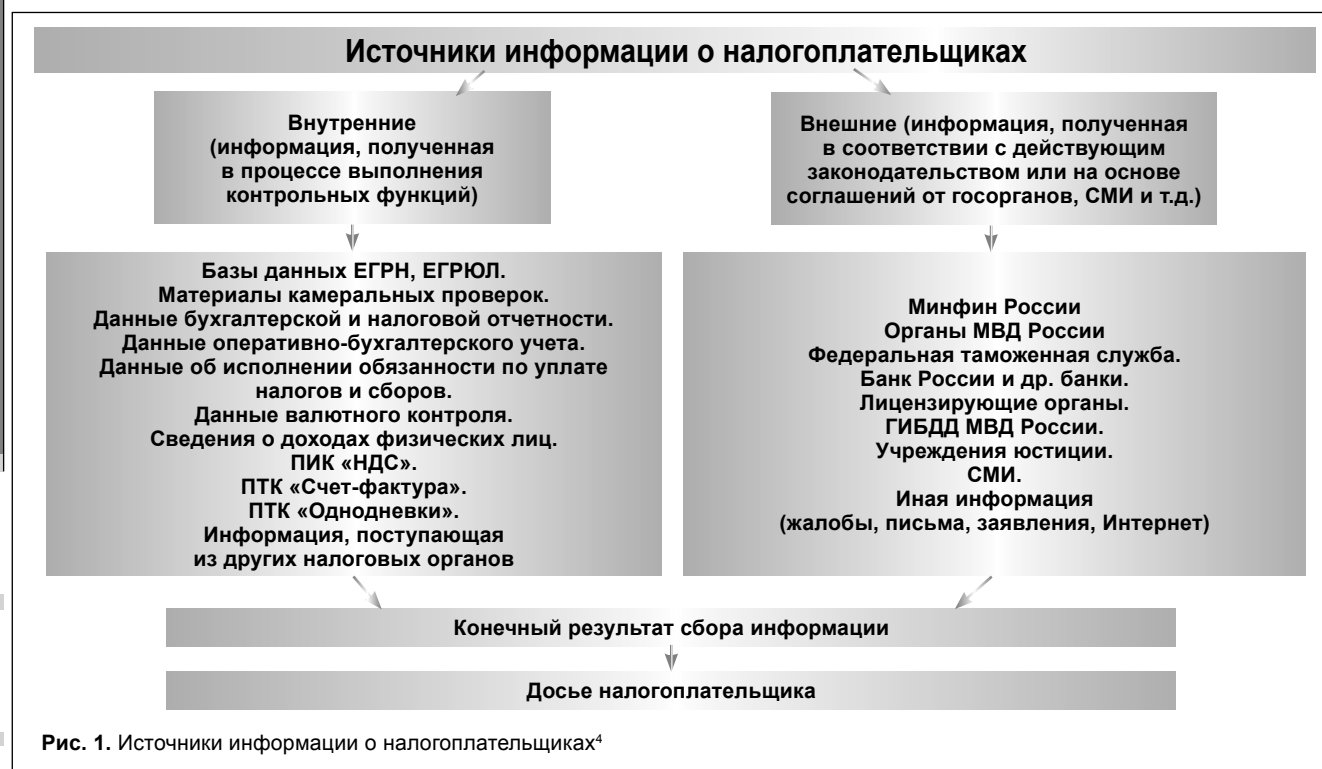 Источники информации о налогоплательщиках
Внутренние
(информация, полученная
в процессе выполнения
контрольных функций)
Внешние (информация, полученная
в соответствии с действующим
законодательством или на основе
соглашений от госорганов, СМИ и т.д.)
Базы данных ЕГРН, ЕГРЮЛ.
Материалы камеральных проверок.
Данные бухгалтерской и налоговой отчетности.
Данные оперативно-бухгалтерского учета.
Данные об исполнении обязанности по уплате
налогов и сборов.
Данные валютного контроля.
Сведения о доходах физических лиц.
ПИК «НДС».
ПТК «Счет-фактура».
ПТК «Однодневки».
Информация, поступающая
из других налоговых органов
Минфин России
Органы МВД России
Федеральная таможенная служба.
Банк России и др. банки.
Лицензирующие органы.
ГИБДД МВД России.
Учреждения юстиции.
СМИ.
Иная информация
(жалобы, письма, заявления, Интернет)
Конечный результат сбора информации
Досье налогоплательщика
Рис. 1. Источники информации о налогоплательщиках⁴